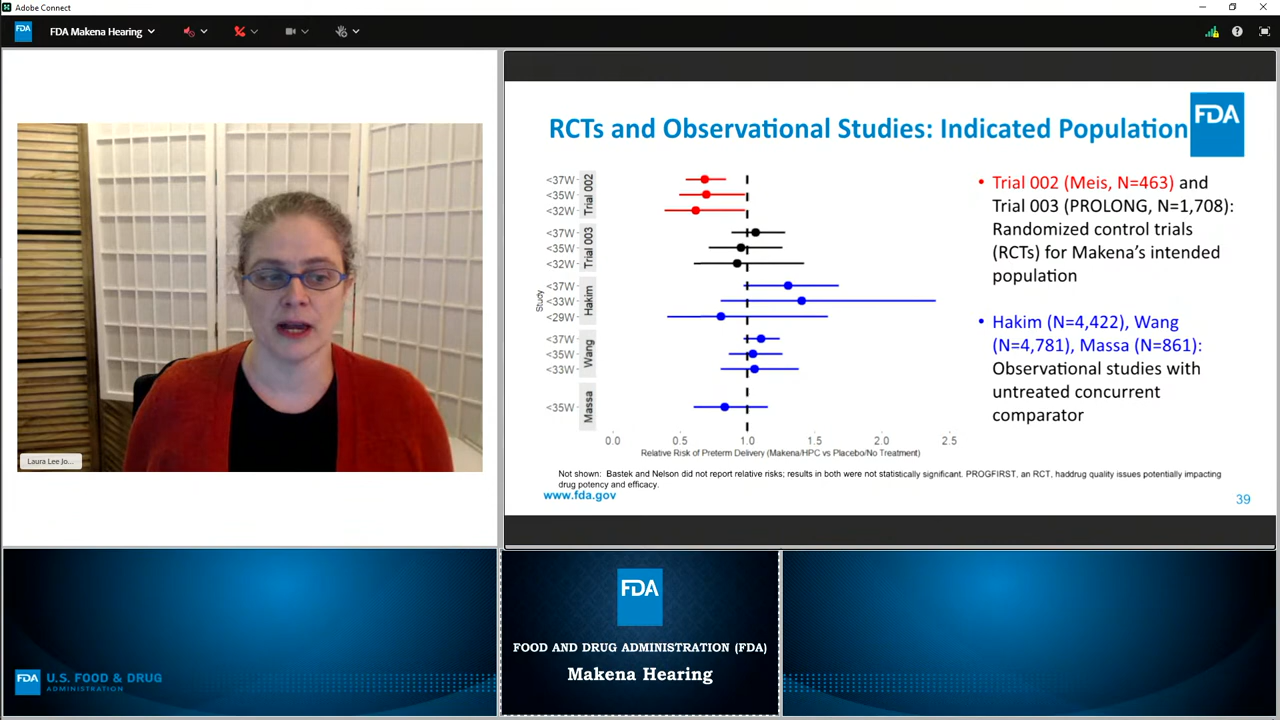 Adobe Connect
FDA
FDA Makena Hearing
RCTs and Observational Studies: Indicated Population
FDA
<37W
<35W
<32W
Trial 002
<37W
<35W
<32W
Trial 003
<37W
<33W
<29W
Hakim
<37W
<35W
<33W
Wang
<35W
Massa
Study
0.0 0.5 1.0 1.5 2.0 2.5
Relative Risk of Preterm Delivery (Makena/HPC vs Placebo/No Treatment)
• Trial 002 (Meis, N=463) and
Trial 003 (PROLONG, N=1,708):
Randomized control trials
(RCTs) for Makena's intended
population
• Hakim (N=4,422), Wang
(N=4,781), Massa (N=861):
Observational studies with
untreated concurrent
comparator
Not shown: Bastek and Nelson did not report relative risks; results in both were not statistically significant. PROGFIRST, an RCT, haddrug quality issues potentially impacting
drug potency and efficacy.
www.fda.gov
39
Laura Lee Jo...
FDA
U.S. FOOD & DRUG
ADMINISTRATION
FDA
FOOD AND DRUG ADMINISTRATION (FDA)
Makena Hearing